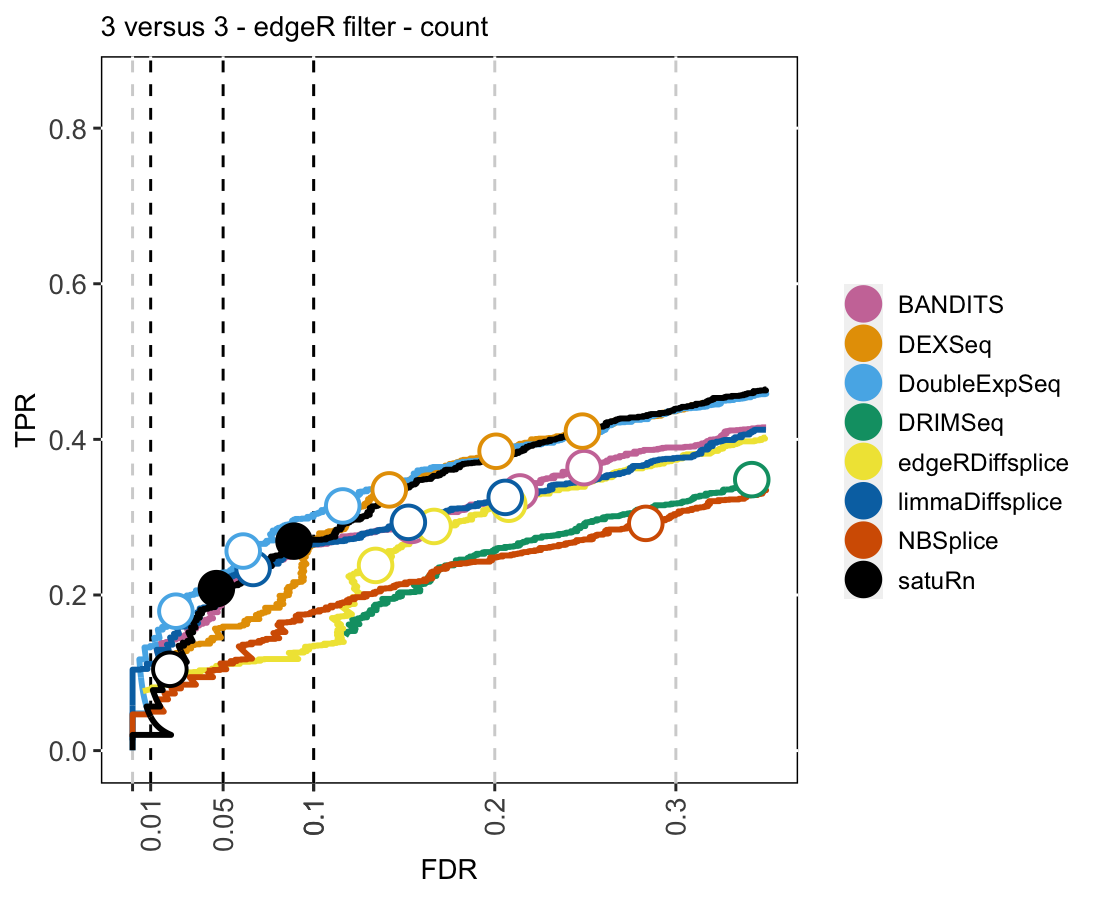 3 versus 3 - edgeR filter - count
TPR
0.8
0.6
0.4
0.2
0.0
0.01
0.05
0.1
0.2
0.3
FDR
BANDITS
DEXSeq
DoubleExpSeq
DRIMSeq
edgeRDiffsplice
limmaDiffsplice
NBSplice
satuRn